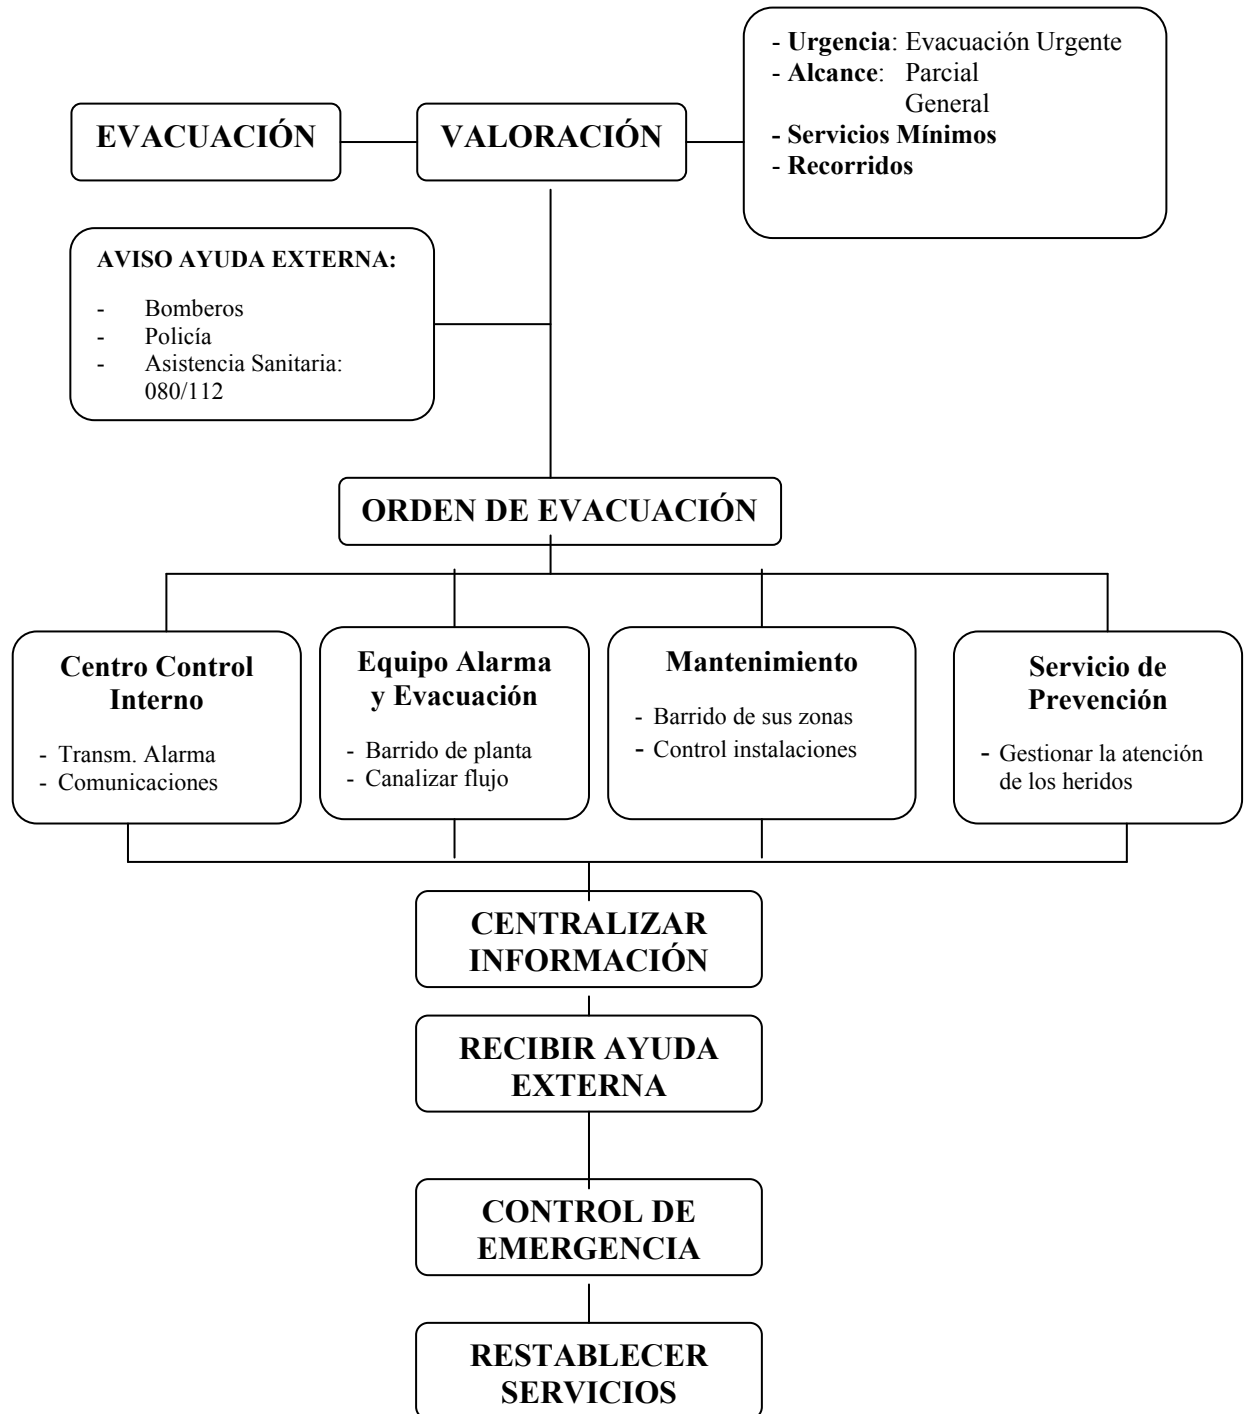 EVACUACIÓN
VALORACIÓN
- Urgencia: Evacuación Urgente
- Alcance: Parcial
General
- Servicios Mínimos
- Recorridos
AVISO AYUDA EXTERNA:
- Bomberos
- Policía
- Asistencia Sanitaria:
080/112
ORDEN DE EVACUACIÓN
Centro Control
Interno
- Transm. Alarma
- Comunicaciones
Equipo Alarma
y Evacuación
- Barrido de planta
- Canalizar flujo
Mantenimiento
- Barrido de sus zonas
- Control instalaciones
Servicio de
Prevención
- Gestionar la atención
de los heridos
CENTRALIZAR
INFORMACIÓN
RECIBIR AYUDA
EXTERNA
CONTROL DE
EMERGENCIA
RESTABLECER
SERVICIOS